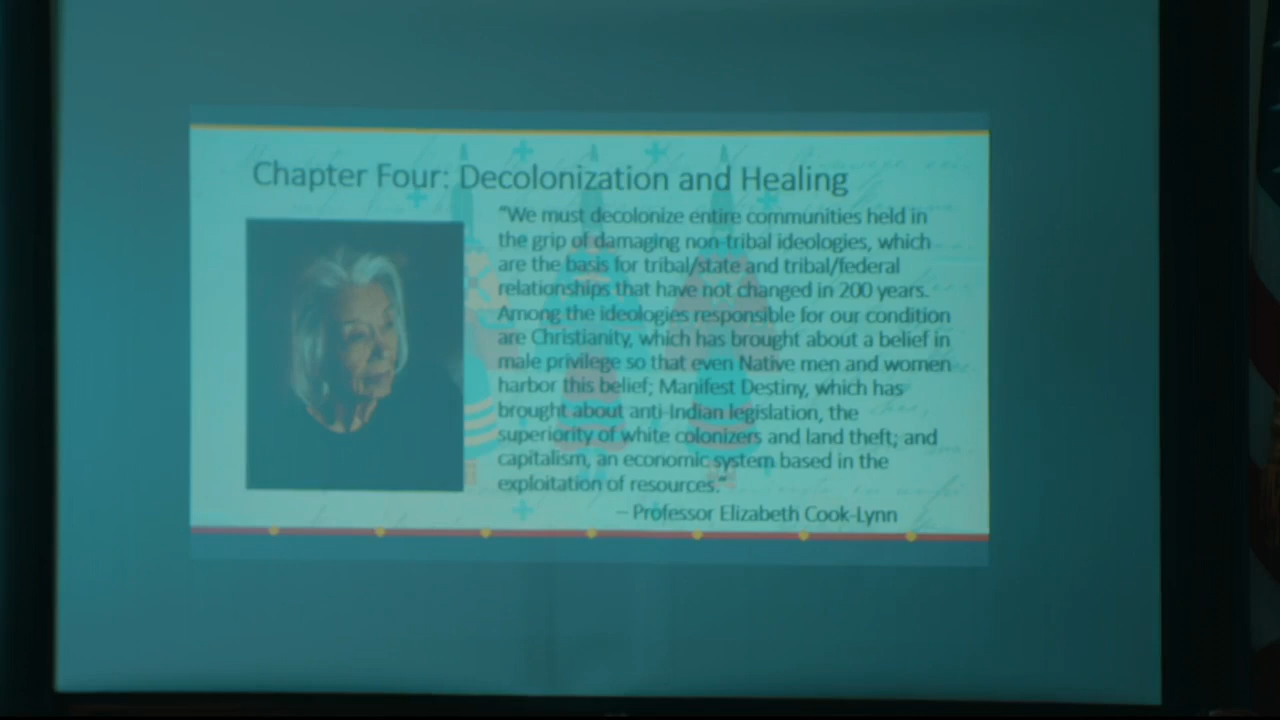 Chapter Four: Decolonization and Healing
"We must decolonize entire communities held in
the grip of damaging non-tribal ideologies, which
are the basis for tribal/state and tribal/federal
relationships that have not changed in 200 years.
Among the ideologies responsible for our condition
are Christianity, which has brought about a belief in
male privilege so that even Native men and women
harbor this belief; Manifest Destiny, which has
brought about anti-Indian legislation, the
superiority of white colonizers and land theft; and
capitalism, an economic system based in the
exploitation of resources."
– Professor Elizabeth Cook-Lynn